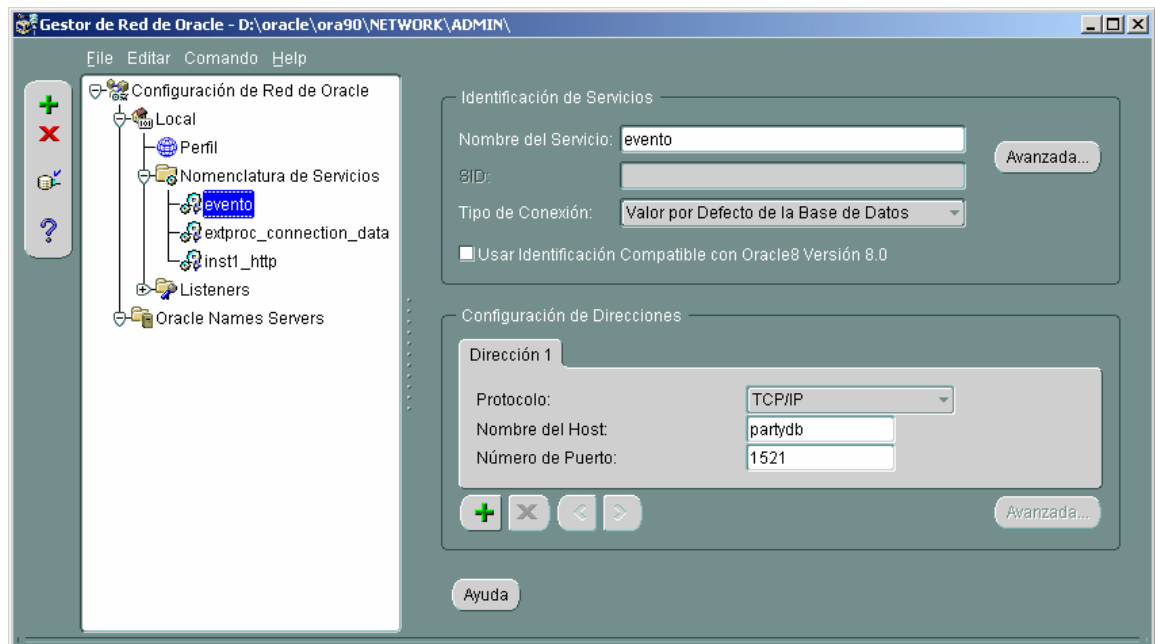 Gestor de Red de Oracle - D:\oracle\ora90\NETWORK\ADMIN\
File Editar Comando Help
Configuración de Red de Oracle
Local
Perfil
Nomenclatura de Servicios
evento
extproc_connection_data
inst1_http
Listeners
Oracle Names Servers
Identificación de Servicios
Nombre del Servicio: evento
Avanzada...
SID:
Tipo de Conexión: Valor por Defecto de la Base de Datos
Usar Identificación Compatible con Oracle8 Versión 8.0
Configuración de Direcciones
Dirección 1
Protocolo: TCP/IP
Nombre del Host: partydb
Número de Puerto: 1521
Avanzada...
Ayuda